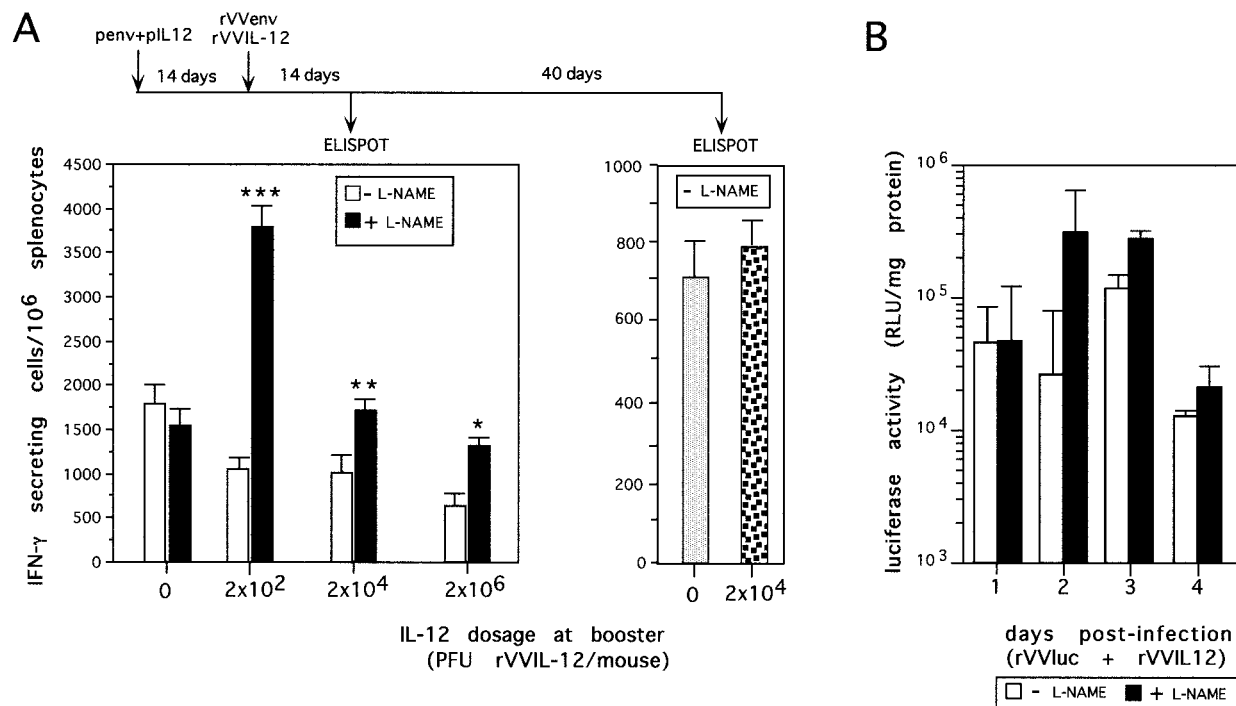 A
penv+pIL12
rVVenv
rVVIL-12
14 days
14 days
40 days
ELISPOT
ELISPOT
IFN-γ secreting cells/10⁶ splenocytes
4500
4000
3500
3000
2500
2000
1500
1000
500
0
***
**
*
- L-NAME
+ L-NAME
0
2x10²
2x10⁴
2x10⁶
1000
800
600
400
200
0
- L-NAME
0
2x10⁴
IL-12 dosage at booster
(PFU rVVIL-12/mouse)
B
luciferase activity (RLU/mg protein)
10⁶
10⁵
10⁴
10³
1
2
3
4
days post-infection
(rVVluc + rVVIL12)
- L-NAME + L-NAME